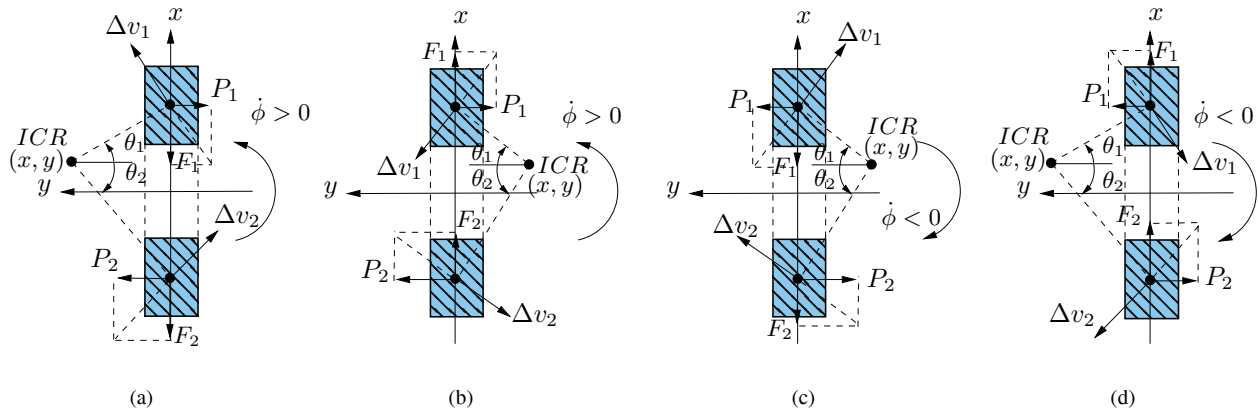 x
Δv₁
P₁
ϕ̇ > 0
ICR
(x, y)
θ₁
θ₂
F₁
y
Δv₂
P₂
F₂
(a)
x
F₁
P₁
ϕ̇ > 0
Δv₁
θ₁
θ₂
ICR
(x, y)
y
F₂
P₂
Δv₂
(b)
x
Δv₁
P₁
ICR
(x, y)
F₁
θ₁
θ₂
y
ϕ̇ < 0
Δv₂
P₂
F₂
(c)
x
F₁
P₁
ϕ̇ < 0
ICR
(x, y)
θ₁
θ₂
Δv₁
y
F₂
P₂
Δv₂
(d)